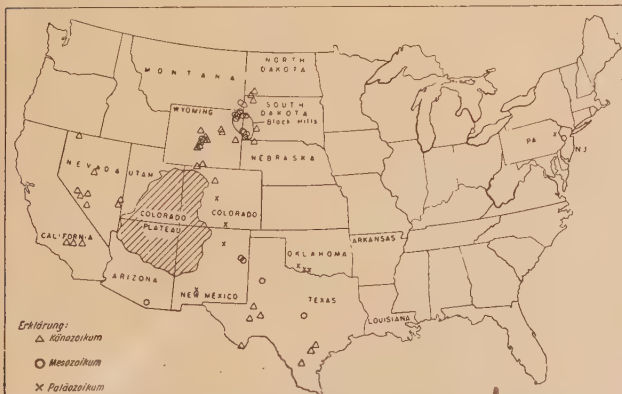 NORTH
DAKOTA
MONTANA
SOUTH
DAKOTA
Black Hills
WYOMING
NEBRASKA
NEVADA
UTAH
COLORADO
PLATEAU
COLORADO
CALIFORNIA
ARIZONA
NEW MEXICO
OKLAHOMA
TEXAS
ARKANSAS
LOUISIANA
PA
NJ
Erklärung:
△ Känozoikum
○ Mesozoikum
× Paläozoikum